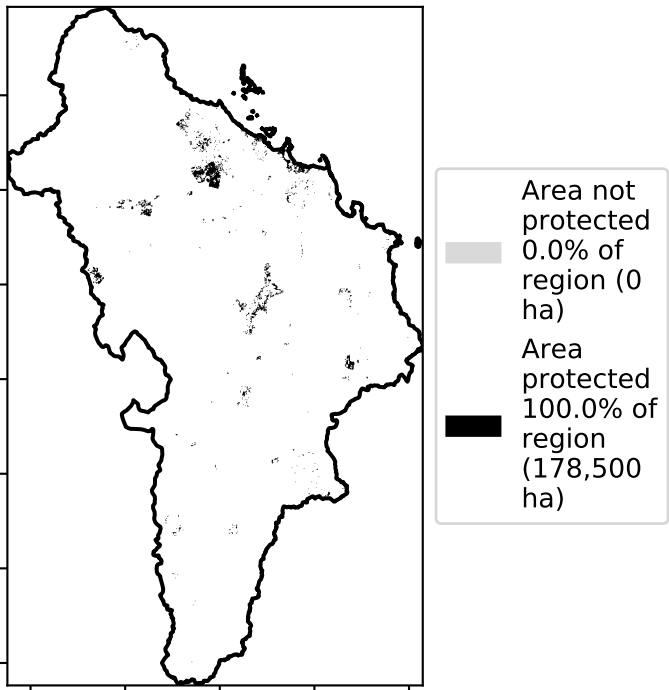 Area not
protected
0.0% of
region (0
ha)
Area
protected
100.0% of
region
(178,500
ha)